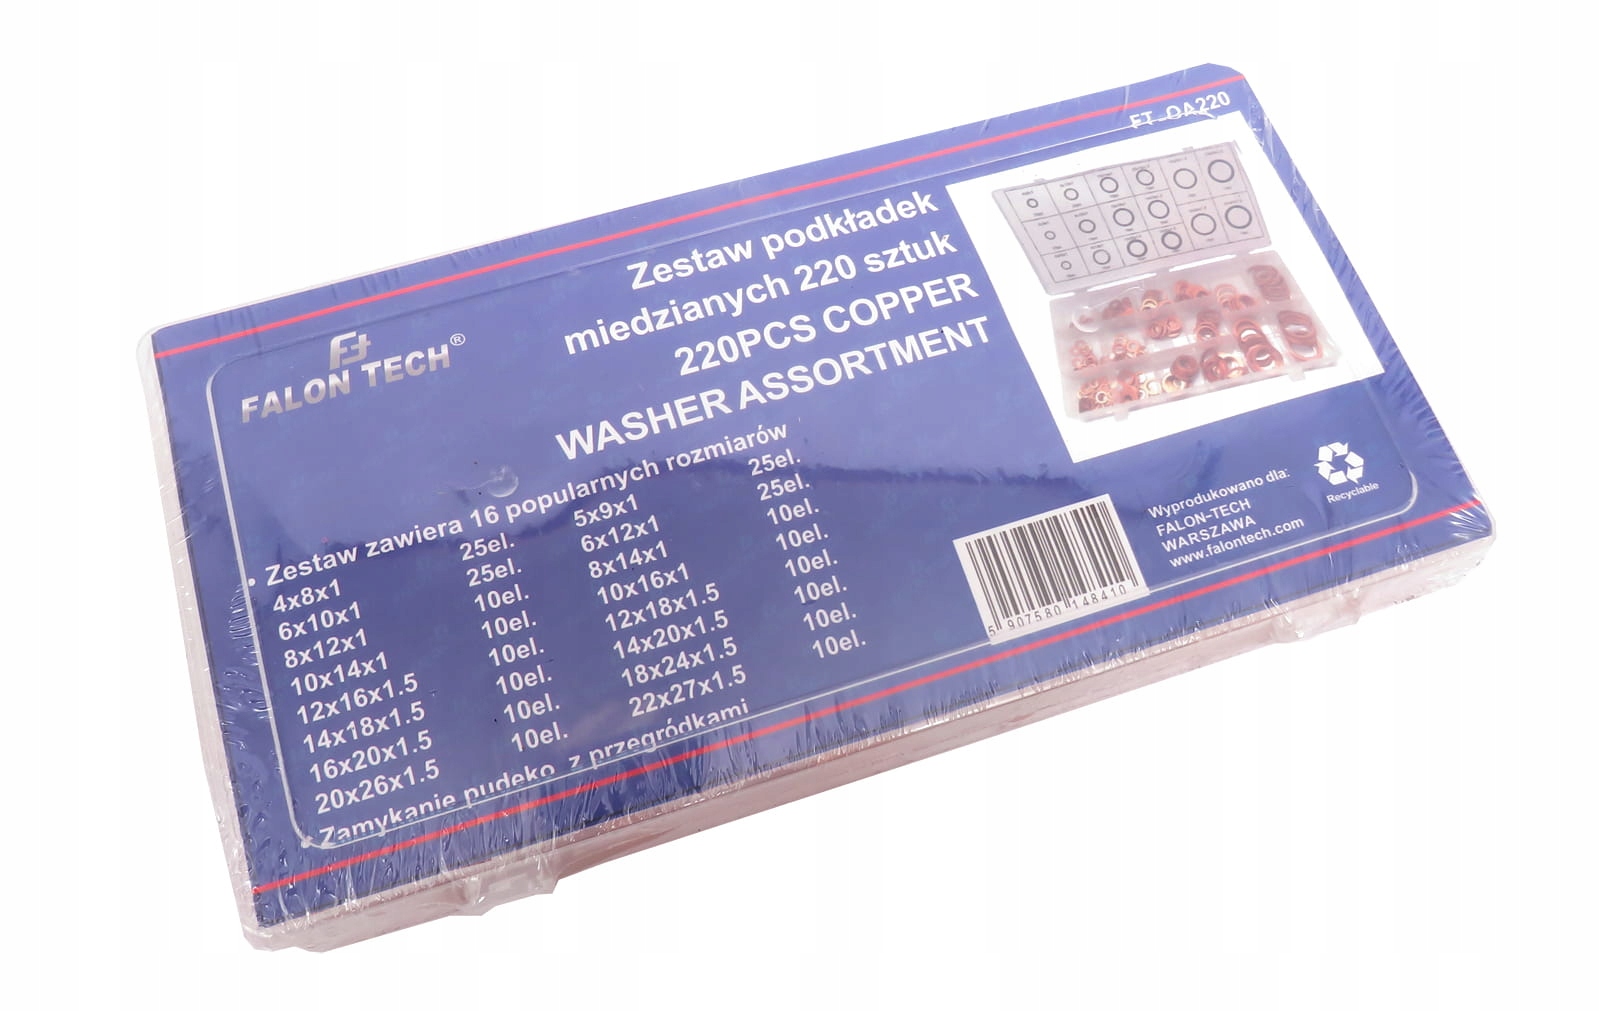 FALON TECH®
Zestaw podkładek
miedzianych 220 sztuk
220PCS COPPER
WASHER ASSORTMENT
• Zestaw zawiera 16 popularnych rozmiarów
4x8x1 25el. 5x9x1 25el.
6x10x1 25el. 6x12x1 25el.
8x12x1 10el. 8x14x1 10el.
10x14x1 10el. 10x16x1 10el.
12x16x1.5 10el. 12x18x1.5 10el.
14x18x1.5 10el. 14x20x1.5 10el.
16x20x1.5 10el. 18x24x1.5 10el.
20x26x1.5 10el. 22x27x1.5 10el.
• Zamykanie pudeko z przegródkami
Wyprodukowano dla:
FALON-TECH
WARSZAWA
www.falontech.com
Recyclable
5 907580 148410